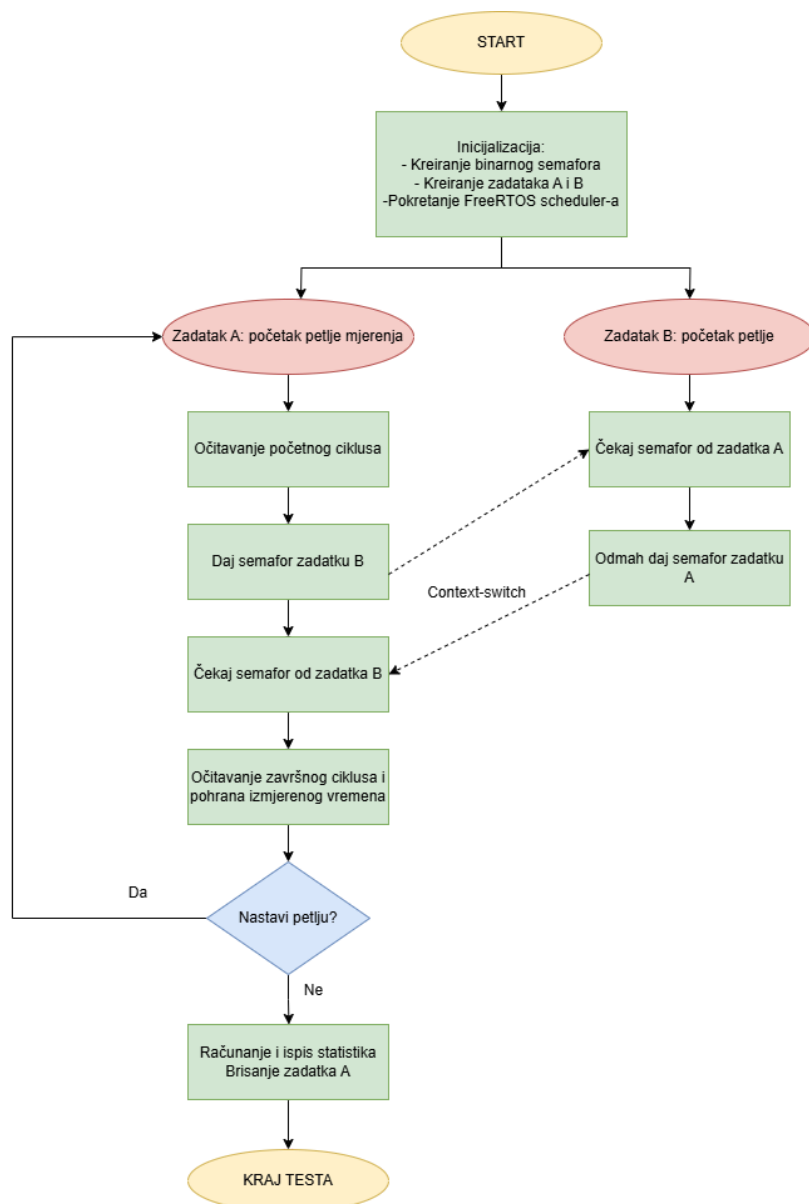 START
Inicijalizacija:
- Kreiranje binarnog semafora
- Kreiranje zadataka A i B
-Pokretanje FreeRTOS scheduler-a
Zadatak A: početak petlje mjerenja
Zadatak B: početak petlje
Očitavanje početnog ciklusa
Čekaj semafor od zadatka A
Daj semafor zadatku B
Odmah daj semafor zadatku
A
Context-switch
Čekaj semafor od zadatka B
Očitavanje završnog ciklusa i
pohrana izmjerenog vremena
Da
Nastavi petlju?
Ne
Računanje i ispis statistika
Brisanje zadatka A
KRAJ TESTA